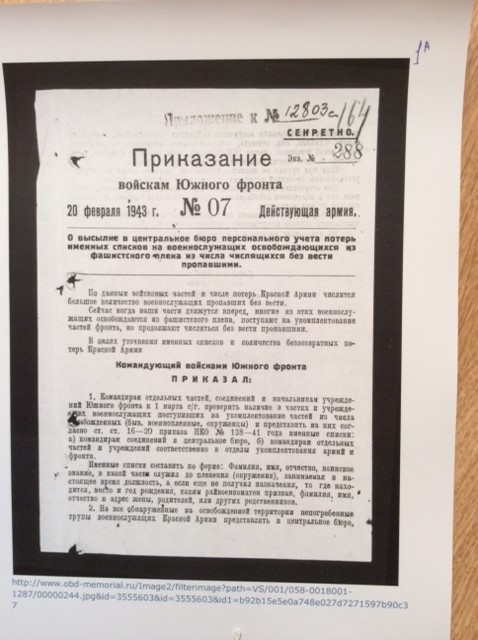 1А
Приложение к № 12803с/164
СЕКРЕТНО.
Приказание Экз. № 288
войскам Южного фронта
20 февраля 1943 г. № 07 Действующая армия.
О высылке в центральное бюро персонального учета потерь
именных списков на военнослужащих освобождающихся из
фашистского плена из числа числящихся без вести
пропавшими.
По данным войсковых частей в числе потерь Красной Армии числится
большое количество военнослужащих пропавших без вести.
Сейчас когда наши части движутся вперед, многие из этих военнослу-
жащих освобождаются из фашистского плена, поступают на укомплектование
частей фронта, но продолжают числиться без вести пропавшими.
В целях уточнения именных списков и количества безвозвратных по-
терь Красной Армии
Командующий войсками Южного фронта
ПРИКАЗАЛ:
1. Командирам отдельных частей, соединений и начальникам учрежде-
ний Южного фронта к 1 марта с/г. проверить наличие в частях и учрежде-
ниях военнослужащих поступивших на укомплектование частей из числа
освобожденных (быв. военнопленные, окруженцы) и представить на них сог-
ласно ст. ст. 16—20 приказа НКО № 138—41 года именные списки:
а) командирам соединений в центральное бюро, б) командирам отдельных
частей и учреждений соответственно в отделы укомплектования армий и
фронта.
Именные списки составить по форме: Фамилия, имя, отчество, воинское
звание, в какой части служил до пленения (окружения), занимаемая в на-
стоящее время должность, а если еще не получил назначения, то где нахо-
дится, место и год рождения, каким райвоенкоматом призван, фамилия, имя,
отчество и адрес жены, родителей, или других родственников.
2. На все обнаруженные на освобожденной территории непогребенные
трупы военнослужащих Красной Армии представлять в центральное бюро,
http://www.obd-memorial.ru/Image2/filterimage?path=VS/001/058-0018001-
1287/00000244.jpg&id=3555603&id=3555603&id1=b92b15e5e0a748e027d7271597b90c3
7